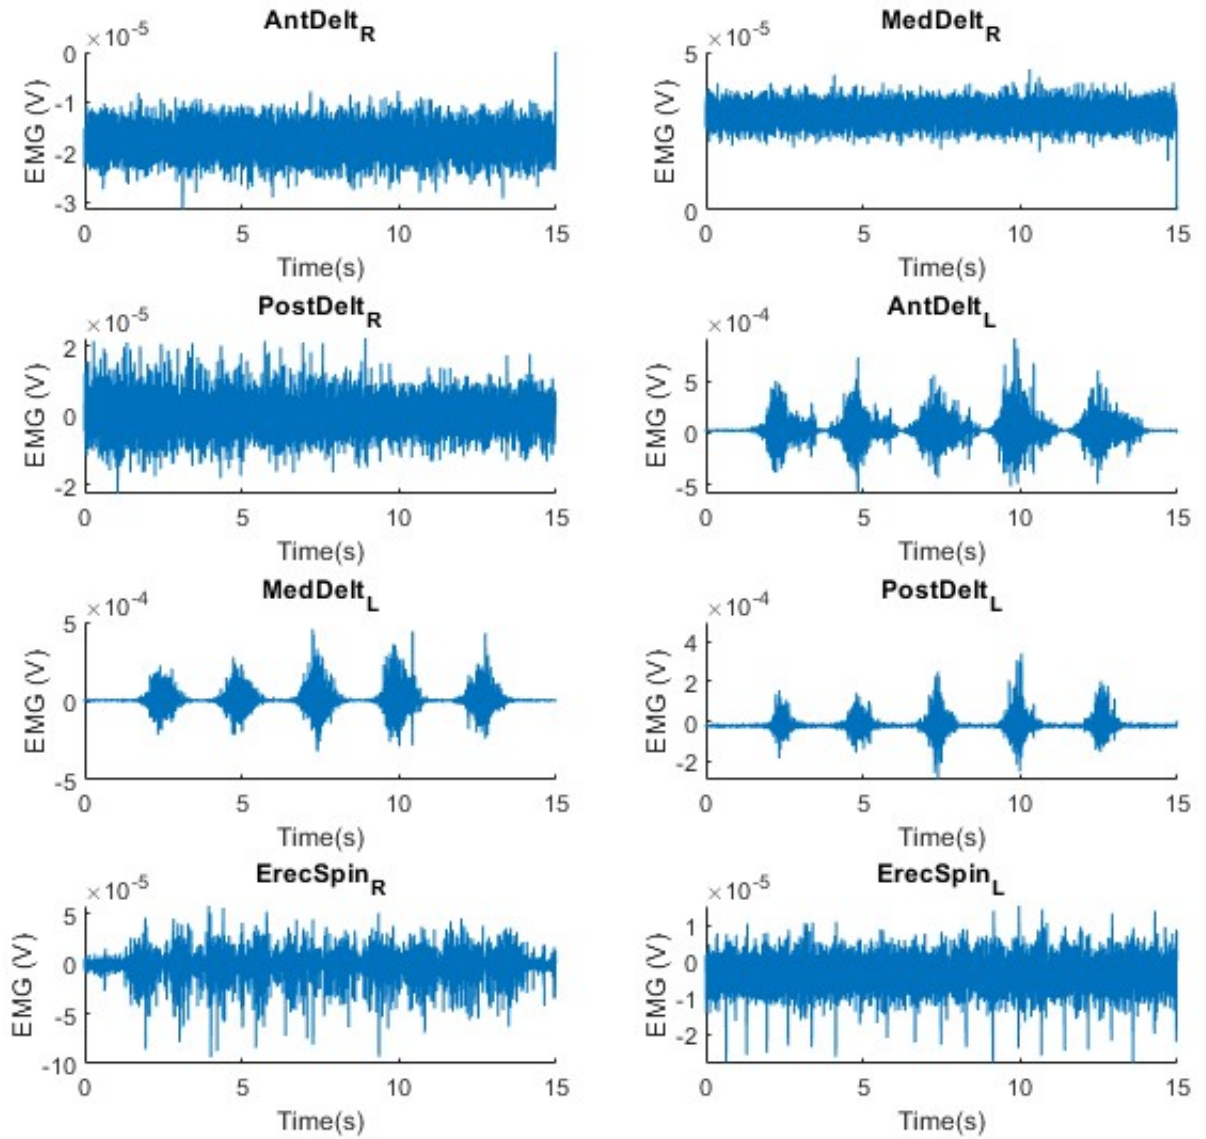 AntDelt_R
×10^-5
0
-1
-2
-3
EMG (V)
0 5 10 15
Time(s)
MedDelt_R
×10^-5
5
0
EMG (V)
0 5 10 15
Time(s)
PostDelt_R
×10^-5
2
0
-2
EMG (V)
0 5 10 15
Time(s)
AntDelt_L
×10^-4
5
0
-5
EMG (V)
0 5 10 15
Time(s)
MedDelt_L
×10^-4
5
0
-5
EMG (V)
0 5 10 15
Time(s)
PostDelt_L
×10^-4
4
2
0
-2
EMG (V)
0 5 10 15
Time(s)
ErecSpin_R
×10^-5
5
0
-5
-10
EMG (V)
0 5 10 15
Time(s)
ErecSpin_L
×10^-5
1
0
-1
-2
EMG (V)
0 5 10 15
Time(s)